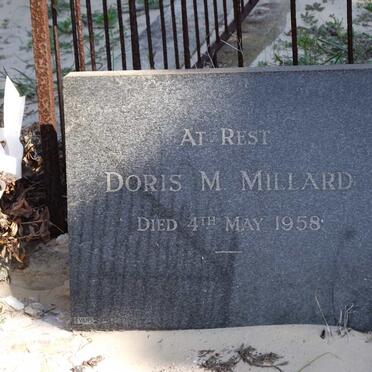 At Rest
Doris M. Millard
Died 4th May 1958